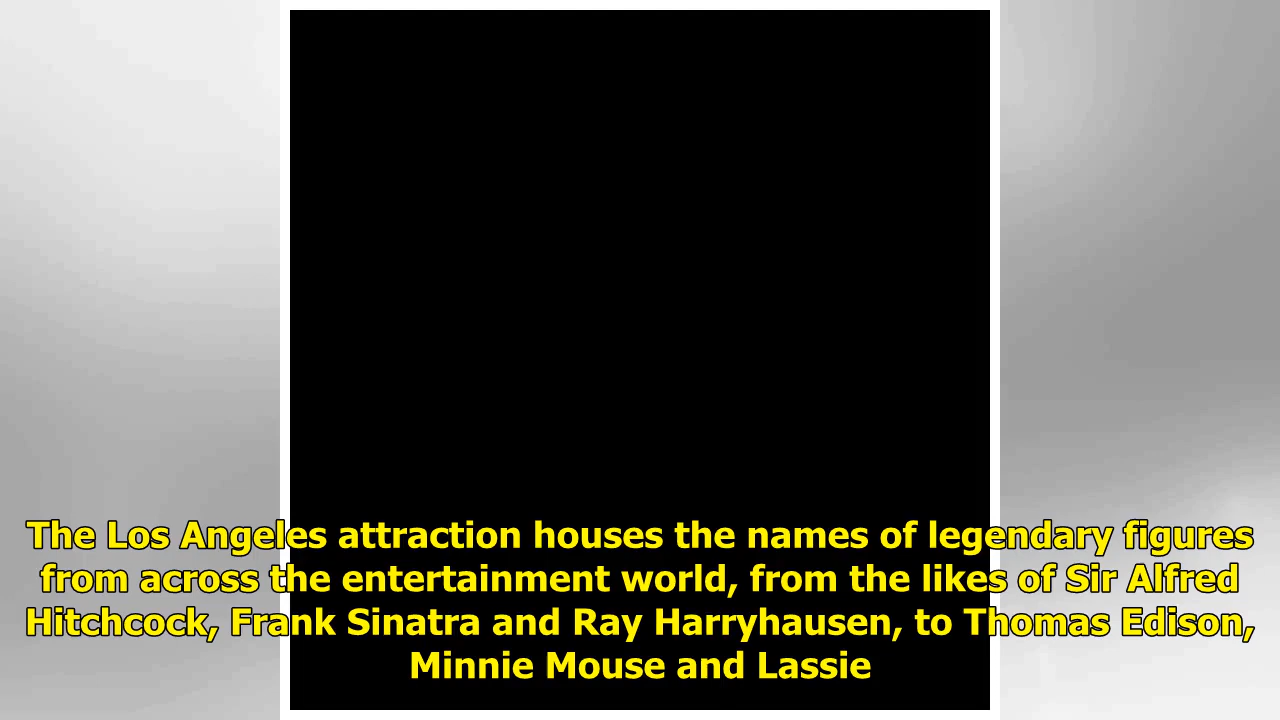 The Los Angeles attraction houses the names of legendary figures
from across the entertainment world, from the likes of Sir Alfred
Hitchcock, Frank Sinatra and Ray Harryhausen, to Thomas Edison,
Minnie Mouse and Lassie